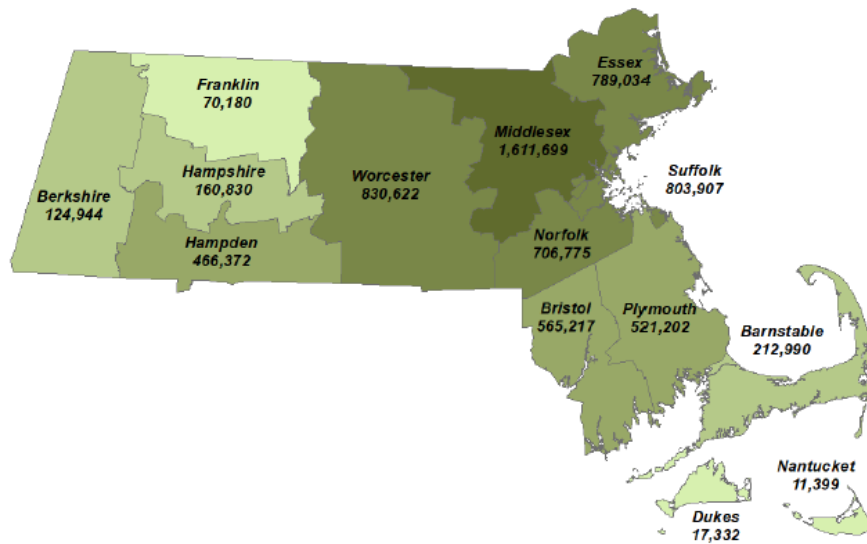 Essex
789,034
Franklin
70,180
Middlesex
1,611,699
Hampshire
160,830
Worcester
830,622
Suffolk
803,907
Berkshire
124,944
Hampden
466,372
Norfolk
706,775
Bristol
565,217
Plymouth
521,202
Barnstable
212,990
Nantucket
11,399
Dukes
17,332